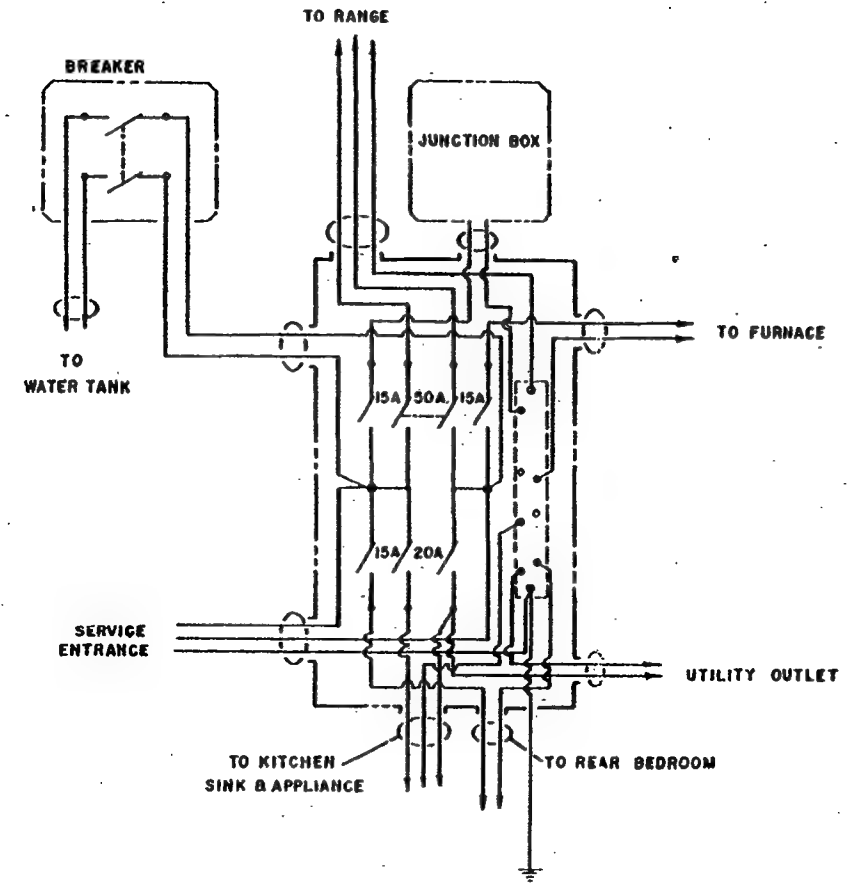 TO RANGE
BREAKER
JUNCTION BOX
TO FURNACE
TO
WATER TANK
15A 50A 15A
15A 20A
SERVICE
ENTRANCE
UTILITY OUTLET
TO KITCHEN
SINK & APPLIANCE
TO REAR BEDROOM